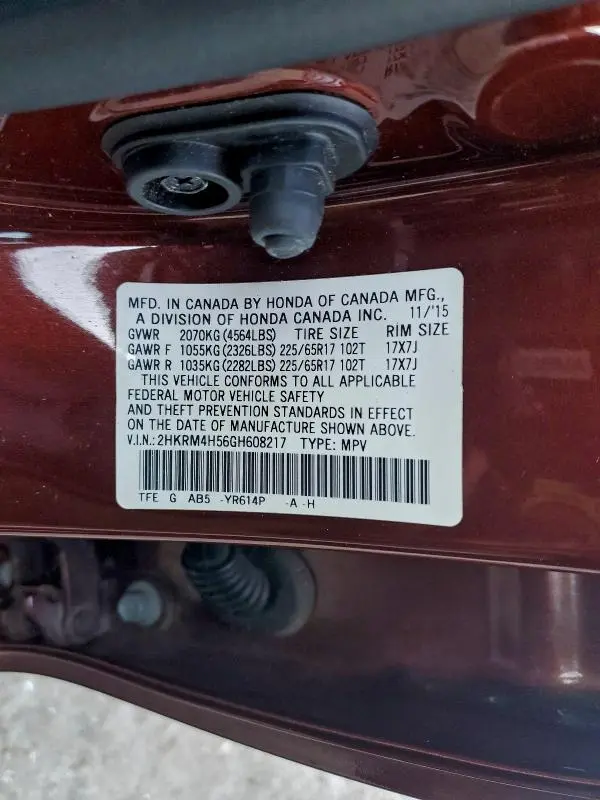 MFD. IN CANADA BY HONDA OF CANADA MFG.,
A DIVISION OF HONDA CANADA INC. 11/'15
GVWR 2070KG(4564LBS) TIRE SIZE RIM SIZE
GAWR F 1055KG(2326LBS) 225/65R17 102T 17X7J
GAWR R 1035KG(2282LBS) 225/65R17 102T 17X7J
THIS VEHICLE CONFORMS TO ALL APPLICABLE
FEDERAL MOTOR VEHICLE SAFETY
AND THEFT PREVENTION STANDARDS IN EFFECT
ON THE DATE OF MANUFACTURE SHOWN ABOVE.
V.I.N.: 2HKRM4H56GH608217 TYPE: MPV
TFE G AB5 -YR614P -A -H